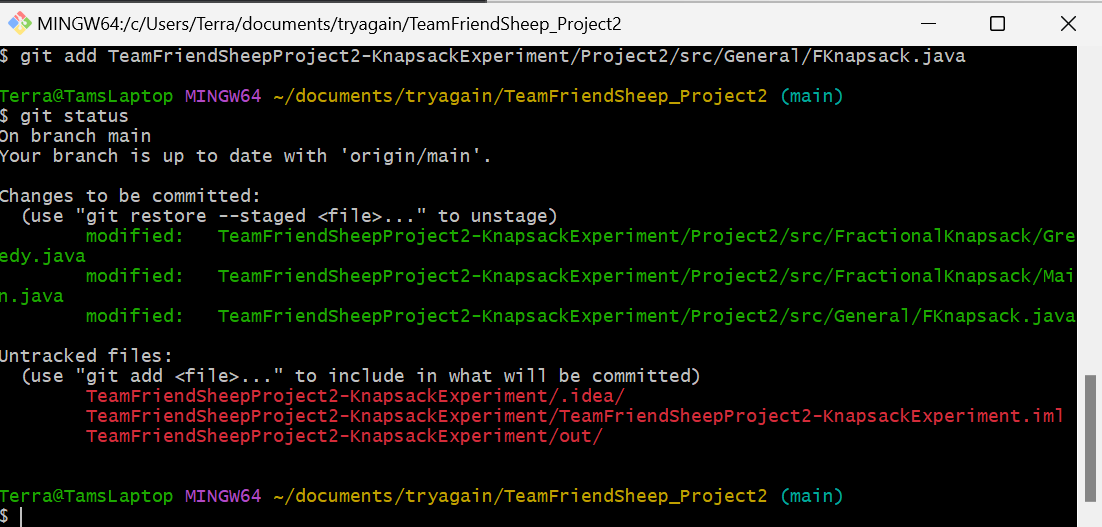 MINGW64:/c/Users/Terra/documents/tryagain/TeamFriendSheep_Project2
$ git add TeamFriendSheepProject2-KnapsackExperiment/Project2/src/General/FKnapsack.java
Terra@TamsLaptop MINGW64 ~/documents/tryagain/TeamFriendSheep_Project2 (main)
$ git status
On branch main
Your branch is up to date with 'origin/main'.
Changes to be committed:
  (use "git restore --staged <file>..." to unstage)
        modified:   TeamFriendSheepProject2-KnapsackExperiment/Project2/src/FractionalKnapsack/Gre
edy.java
        modified:   TeamFriendSheepProject2-KnapsackExperiment/Project2/src/FractionalKnapsack/Mai
n.java
        modified:   TeamFriendSheepProject2-KnapsackExperiment/Project2/src/General/FKnapsack.java
Untracked files:
  (use "git add <file>..." to include in what will be committed)
        TeamFriendSheepProject2-KnapsackExperiment/.idea/
        TeamFriendSheepProject2-KnapsackExperiment/TeamFriendSheepProject2-KnapsackExperiment.iml
        TeamFriendSheepProject2-KnapsackExperiment/out/
Terra@TamsLaptop MINGW64 ~/documents/tryagain/TeamFriendSheep_Project2 (main)
$